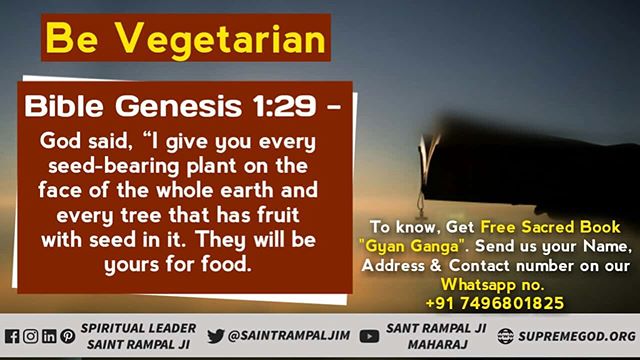 Be Vegetarian
Bible Genesis 1:29 -
God said, “I give you every
seed-bearing plant on the
face of the whole earth and
every tree that has fruit
with seed in it. They will be
yours for food.
To know, Get Free Sacred Book
"Gyan Ganga". Send us your Name,
Address & Contact number on our
Whatsapp no.
+91 7496801825
SPIRITUAL LEADER
SAINT RAMPAL JI
@SAINTRAMPALJIM
SANT RAMPAL JI
MAHARAJ
SUPREMEGOD.ORG